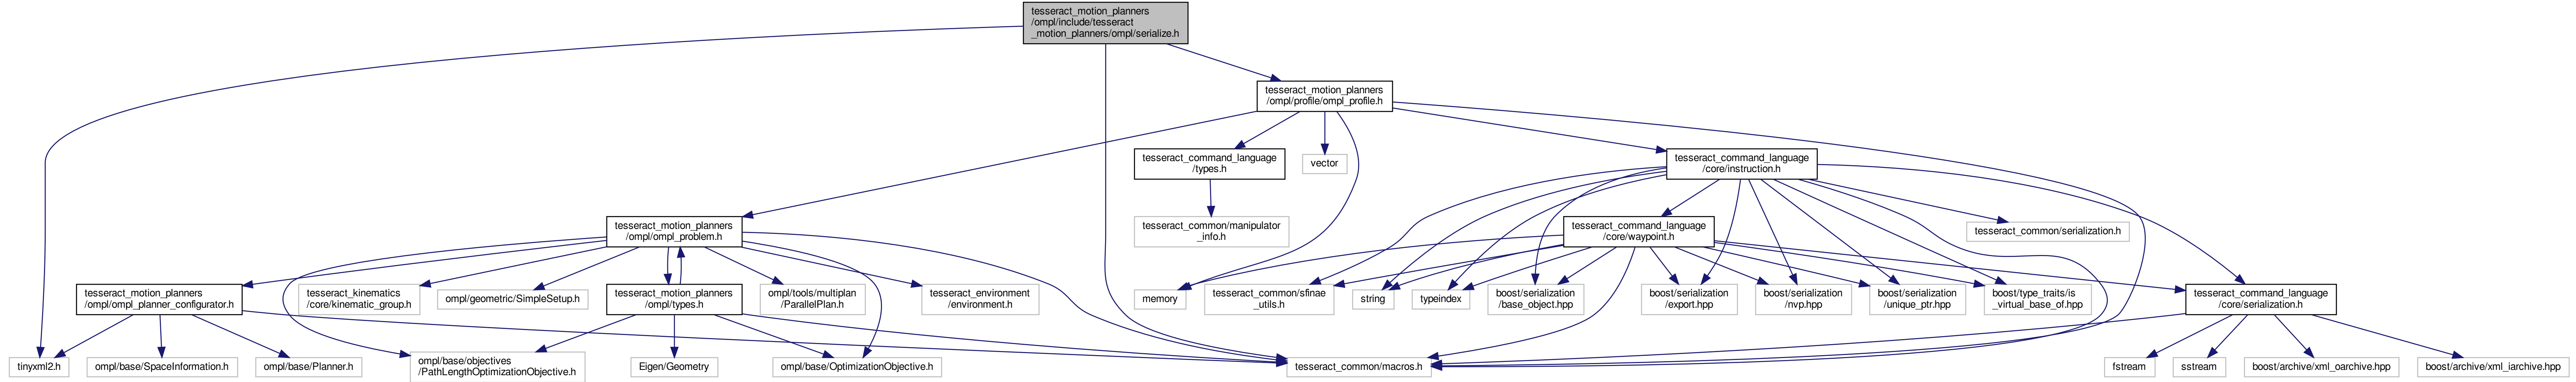 tesseract_motion_planners
/ompl/include/tesseract
_motion_planners/ompl/serialize.h
tesseract_motion_planners
/ompl/profile/ompl_profile.h
tesseract_command_language
/types.h
vector
tesseract_command_language
/core/instruction.h
tesseract_motion_planners
/ompl/ompl_problem.h
tesseract_common/manipulator
_info.h
tesseract_command_language
/core/waypoint.h
tesseract_common/serialization.h
tesseract_motion_planners
/ompl/ompl_planner_configurator.h
tesseract_kinematics
/core/kinematic_group.h
ompl/geometric/SimpleSetup.h
tesseract_motion_planners
/ompl/types.h
ompl/tools/multiplan
/ParallelPlan.h
tesseract_environment
/environment.h
memory
tesseract_common/sfinae
_utils.h
string
typeindex
boost/serialization
/base_object.hpp
boost/serialization
/export.hpp
boost/serialization
/nvp.hpp
boost/serialization
/unique_ptr.hpp
boost/type_traits/is
_virtual_base_of.hpp
tesseract_command_language
/core/serialization.h
tinyxml2.h
ompl/base/SpaceInformation.h
ompl/base/Planner.h
ompl/base/objectives
/PathLengthOptimizationObjective.h
Eigen/Geometry
ompl/base/OptimizationObjective.h
tesseract_common/macros.h
fstream
sstream
boost/archive/xml_oarchive.hpp
boost/archive/xml_iarchive.hpp